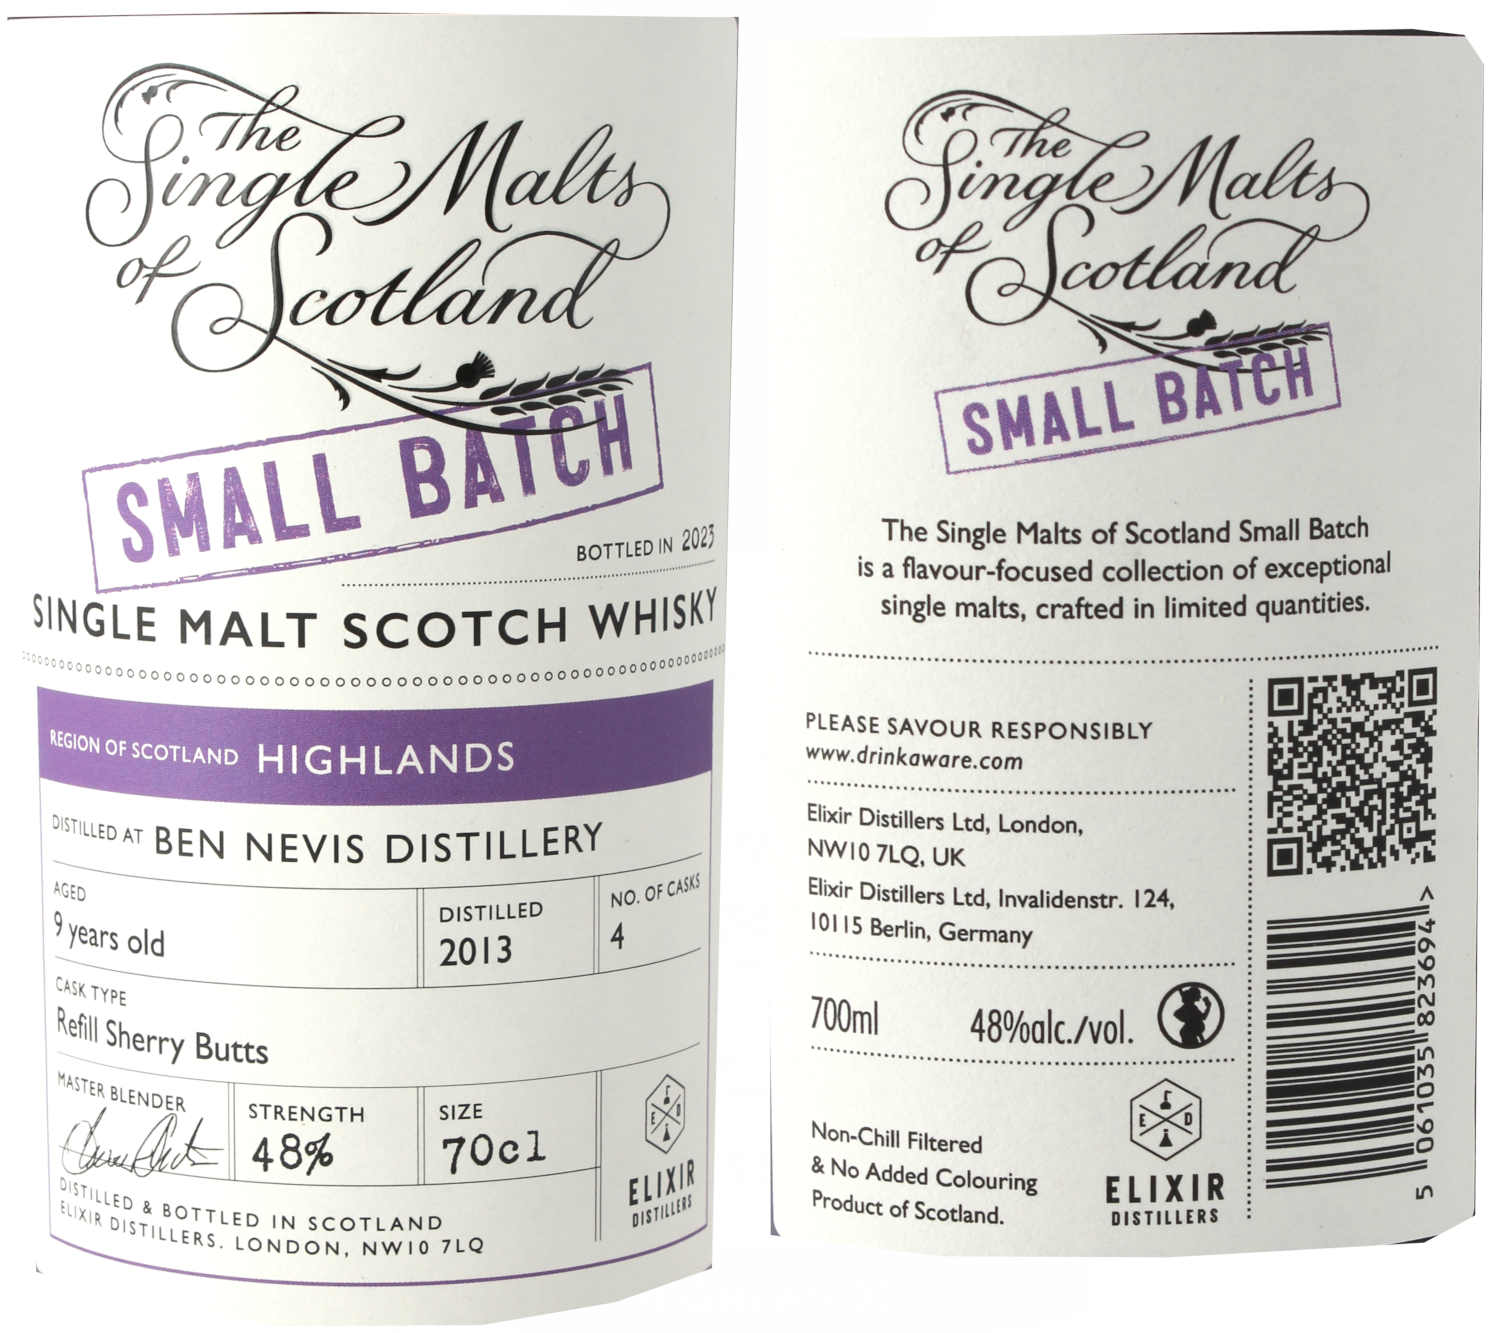 The
Single Malts
of Scotland
SMALL BATCH
BOTTLED IN 2023
SINGLE MALT SCOTCH WHISKY
REGION OF SCOTLAND HIGHLANDS
DISTILLED AT BEN NEVIS DISTILLERY
AGED
9 years old
DISTILLED
2013
NO. OF CASKS
4
CASK TYPE
Refill Sherry Butts
MASTER BLENDER
STRENGTH
48%
SIZE
70cl
E D
ELIXIR
DISTILLERS
DISTILLED & BOTTLED IN SCOTLAND
ELIXIR DISTILLERS. LONDON, NW10 7LQ
The
Single Malts
of Scotland
SMALL BATCH
The Single Malts of Scotland Small Batch
is a flavour-focused collection of exceptional
single malts, crafted in limited quantities.
PLEASE SAVOUR RESPONSIBLY
www.drinkaware.com
Elixir Distillers Ltd, London,
NW10 7LQ, UK
Elixir Distillers Ltd, Invalidenstr. 124,
10115 Berlin, Germany
700ml 48%alc./vol.
Non-Chill Filtered
& No Added Colouring
Product of Scotland.
E D
ELIXIR
DISTILLERS
5 061035 823694 >